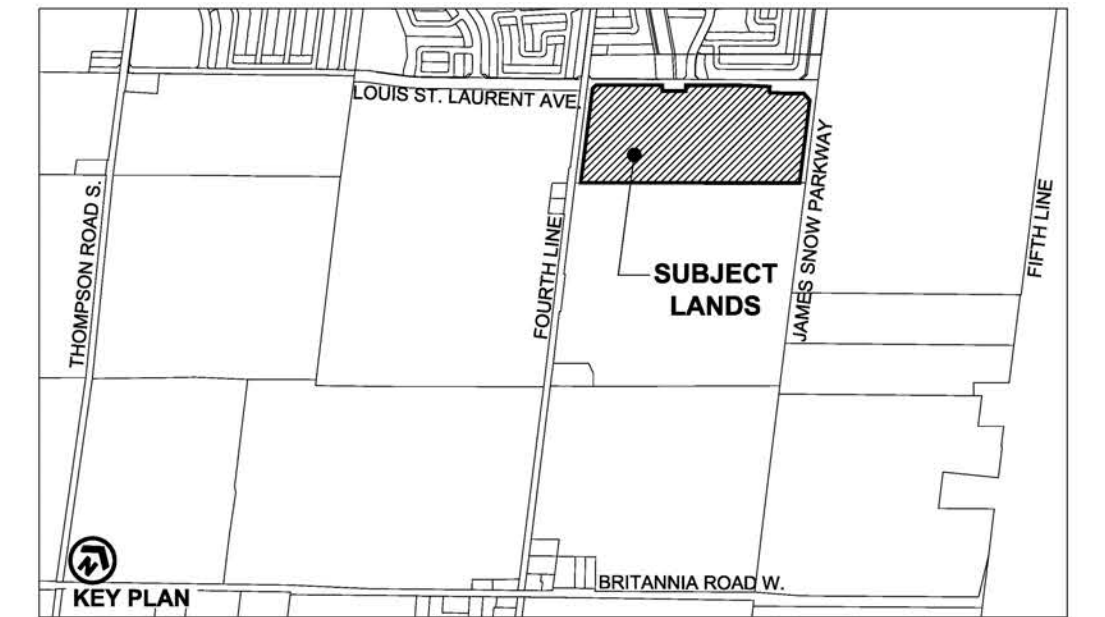 LOUIS ST. LAURENT AVE.
THOMPSON ROAD S.
FOURTH LINE
JAMES SNOW PARKWAY
FIFTH LINE
SUBJECT
LANDS
BRITANNIA ROAD W.
N
KEY PLAN